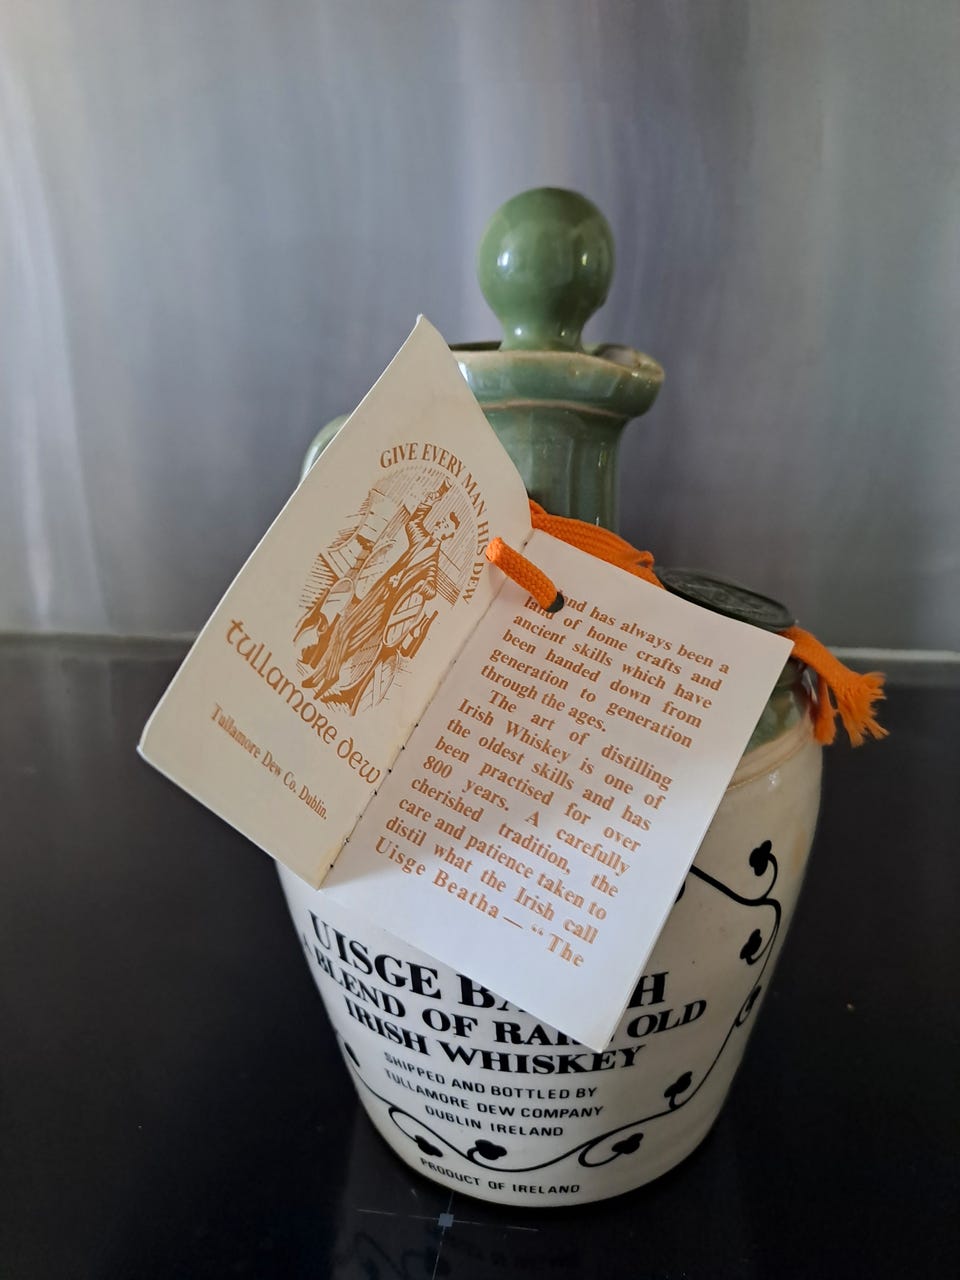 GIVE EVERY MAN HIS DEW
tullamore dew
Tullamore Dew Co. Dublin.
has always been a
land of home crafts and
ancient skills which have
been handed down from
generation to generation
through the ages.
The art of distilling
Irish Whiskey is one of
the oldest skills and has
been practised for over
800 years. A carefully
cherished tradition, the
care and patience taken to
distil what the Irish call
Uisge Beatha — “The
UISGE
A BLEND OF OLD
IRISH WHISKEY
SHIPPED AND BOTTLED BY
TULLAMORE DEW COMPANY
DUBLIN IRELAND
PRODUCT OF IRELAND